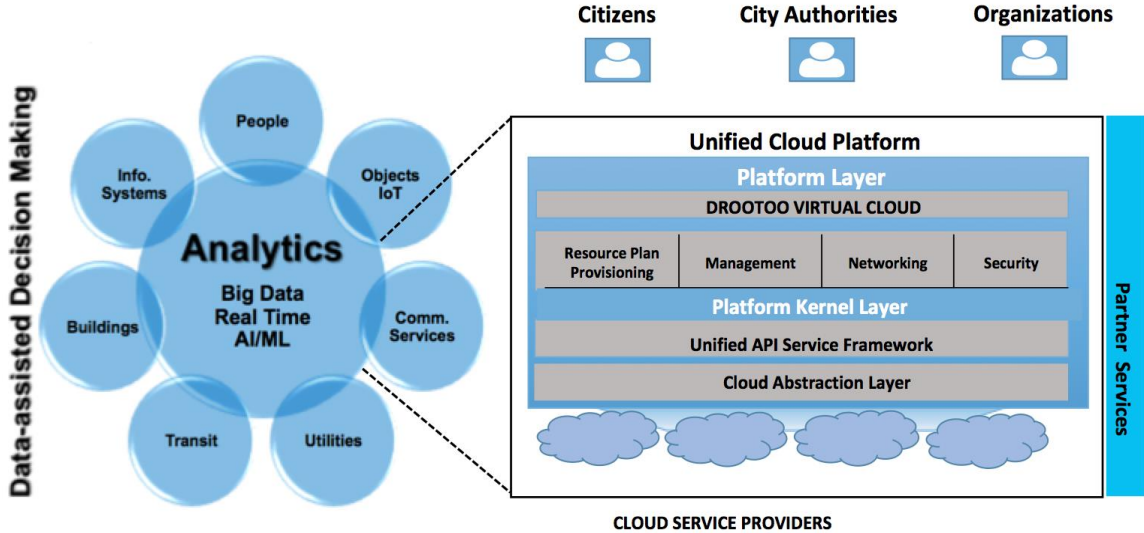 Citizens
City Authorities
Organizations
Data-assisted Decision Making
People
Info.
Systems
Objects
IoT
Analytics
Big Data
Real Time
AI/ML
Buildings
Comm.
Services
Transit
Utilities
Unified Cloud Platform
Platform Layer
DROOTOO VIRTUAL CLOUD
Resource Plan
Provisioning
Management
Networking
Security
Platform Kernel Layer
Unified API Service Framework
Cloud Abstraction Layer
Partner Services
CLOUD SERVICE PROVIDERS